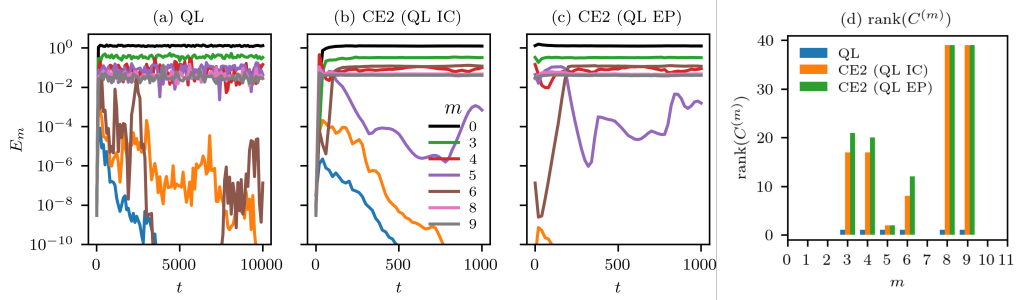 (a) QL
(b) CE2 (QL IC)
(c) CE2 (QL EP)
(d) rank(C^(m))
E_m
10^0
10^−2
10^−4
10^−6
10^−8
10^−10
0
5000
10000
t
m
0
3
4
5
6
8
9
0
500
1000
t
0
500
1000
t
rank(C^(m))
40
30
20
10
0
QL
CE2 (QL IC)
CE2 (QL EP)
0 1 2 3 4 5 6 7 8 9 10 11
m